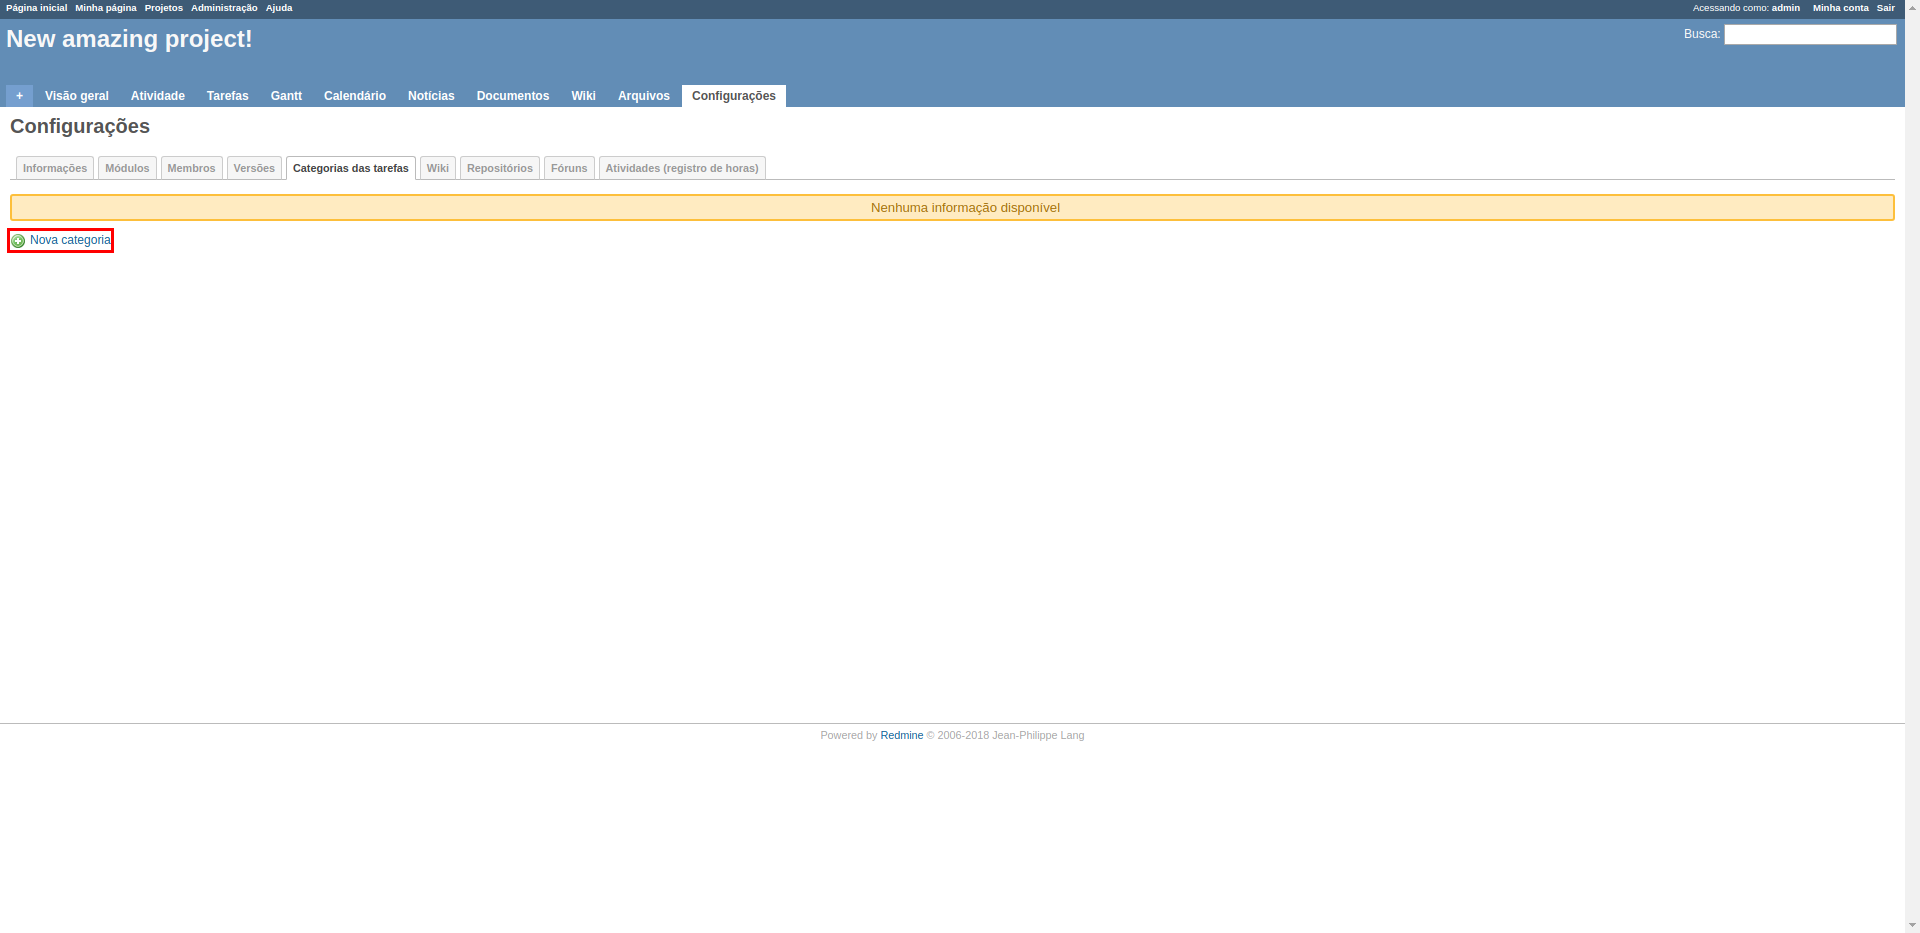 Página inicial Minha página Projetos Administração Ajuda Acessando como: admin Minha conta Sair
New amazing project! Busca:
+ Visão geral Atividade Tarefas Gantt Calendário Notícias Documentos Wiki Arquivos Configurações
Configurações
Informações Módulos Membros Versões Categorias das tarefas Wiki Repositórios Fóruns Atividades (registro de horas)
Nenhuma informação disponível
Nova categoria
Powered by Redmine © 2006-2018 Jean-Philippe Lang